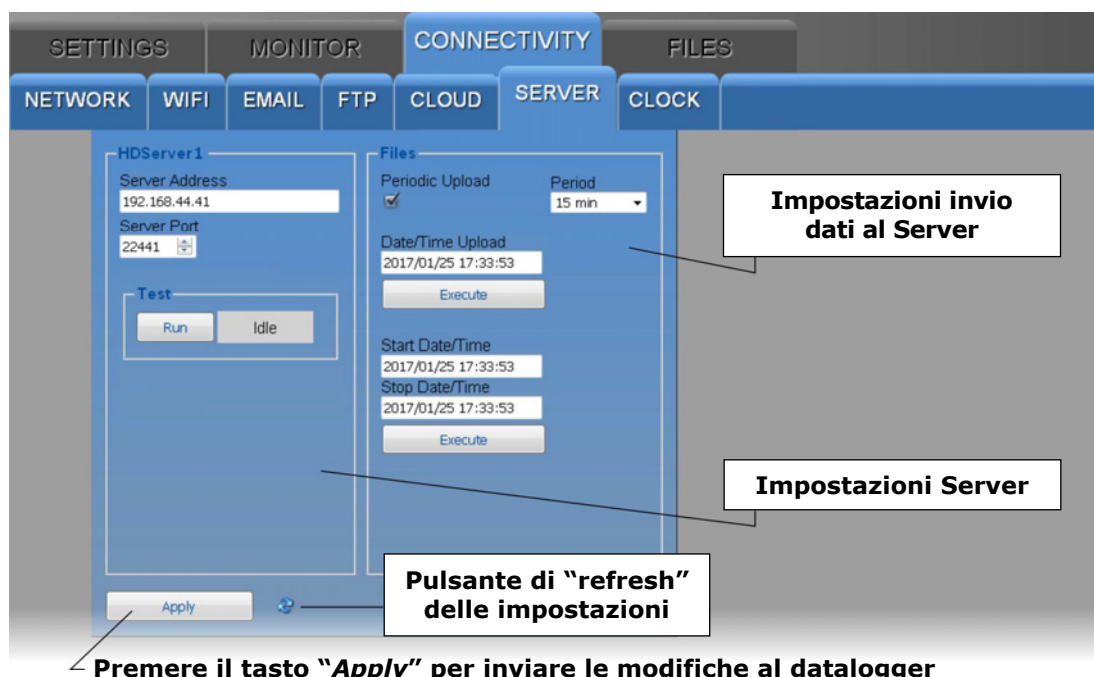 SETTINGS MONITOR CONNECTIVITY FILES
NETWORK WIFI EMAIL FTP CLOUD SERVER CLOCK
HDServer1
Server Address
192.168.44.41
Server Port
22441
Test
Run Idle
Files
Periodic Upload Period
15 min
Date/Time Upload
2017/01/25 17:33:53
Execute
Start Date/Time
2017/01/25 17:33:53
Stop Date/Time
2017/01/25 17:33:53
Execute
Impostazioni invio
dati al Server
Impostazioni Server
Pulsante di “refresh”
delle impostazioni
Apply
Premere il tasto “Apply” per inviare le modifiche al datalogger